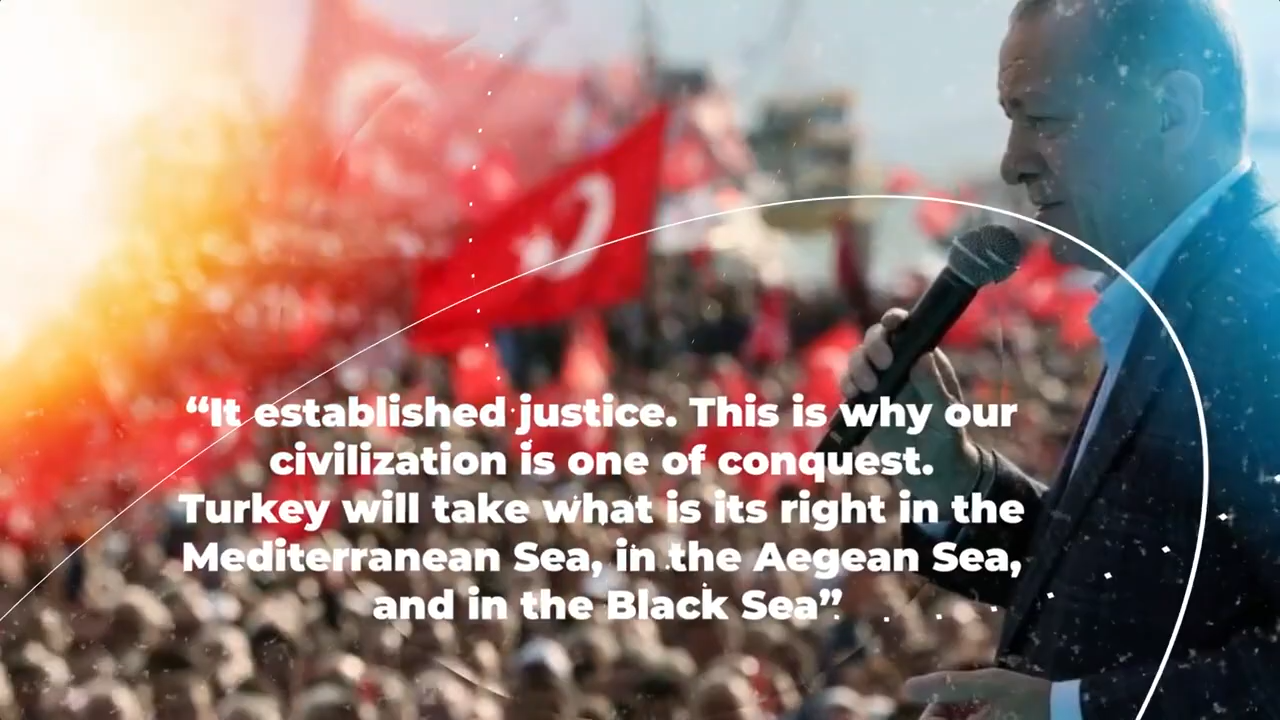 “It established justice. This is why our
civilization is one of conquest.
Turkey will take what is its right in the
Mediterranean Sea, in the Aegean Sea,
and in the Black Sea”.